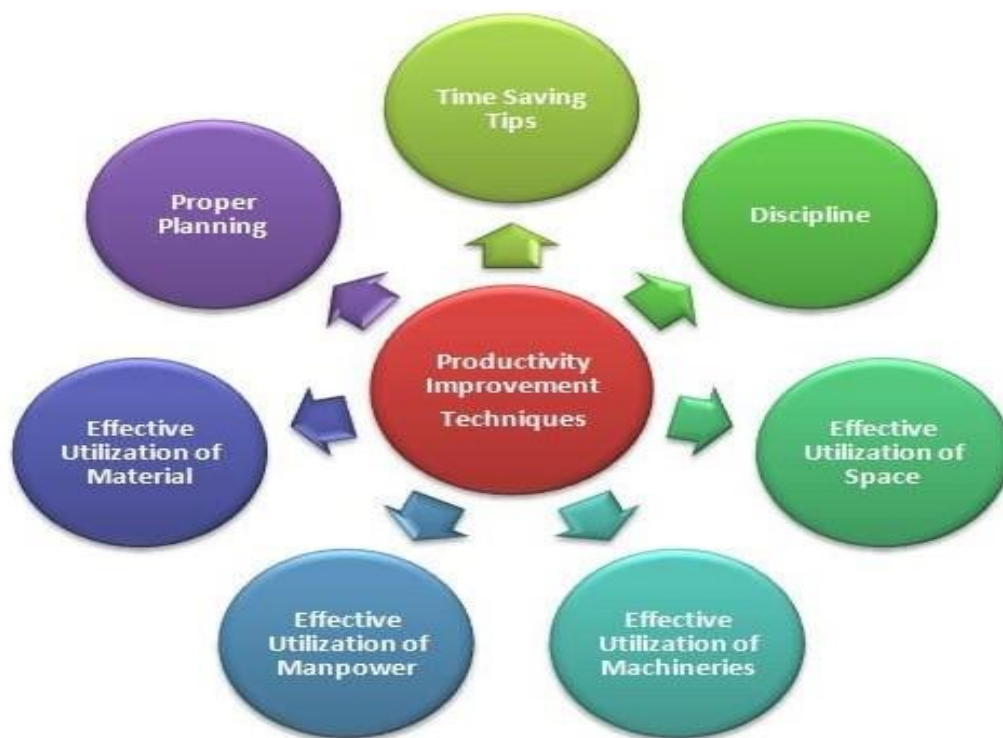 Time Saving
Tips
Discipline
Effective
Utilization of
Space
Effective
Utilization of
Machineries
Effective
Utilization of
Manpower
Effective
Utilization of
Material
Proper
Planning
Productivity
Improvement
Techniques